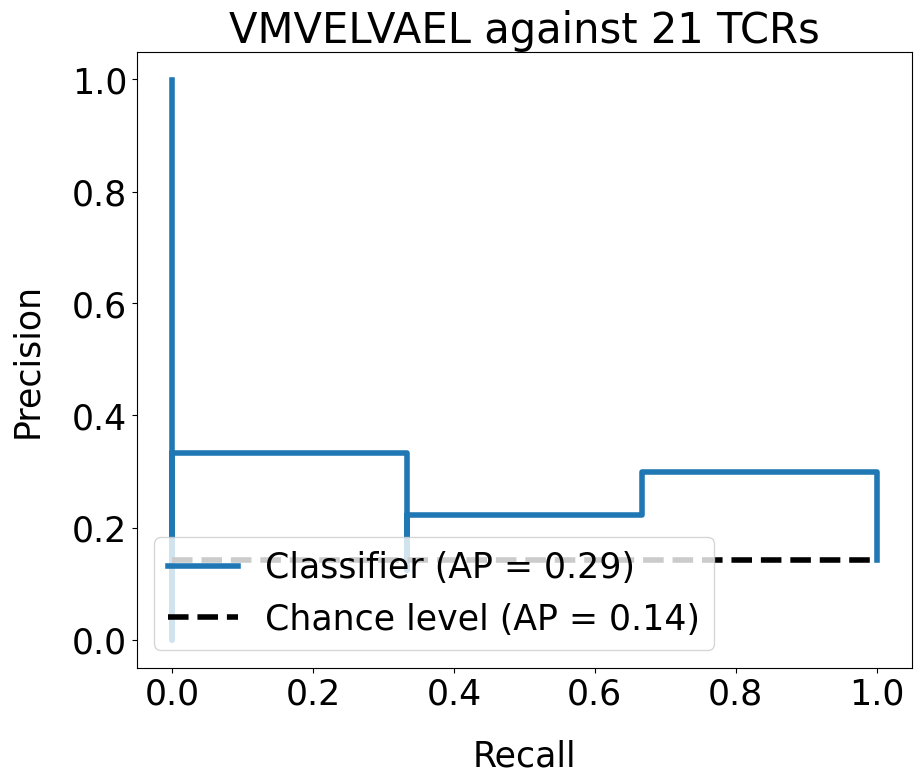 VMVELVAEL against 21 TCRs
Precision
1.0
0.8
0.6
0.4
0.2
0.0
Classifier (AP = 0.29)
Chance level (AP = 0.14)
0.0 0.2 0.4 0.6 0.8 1.0
Recall